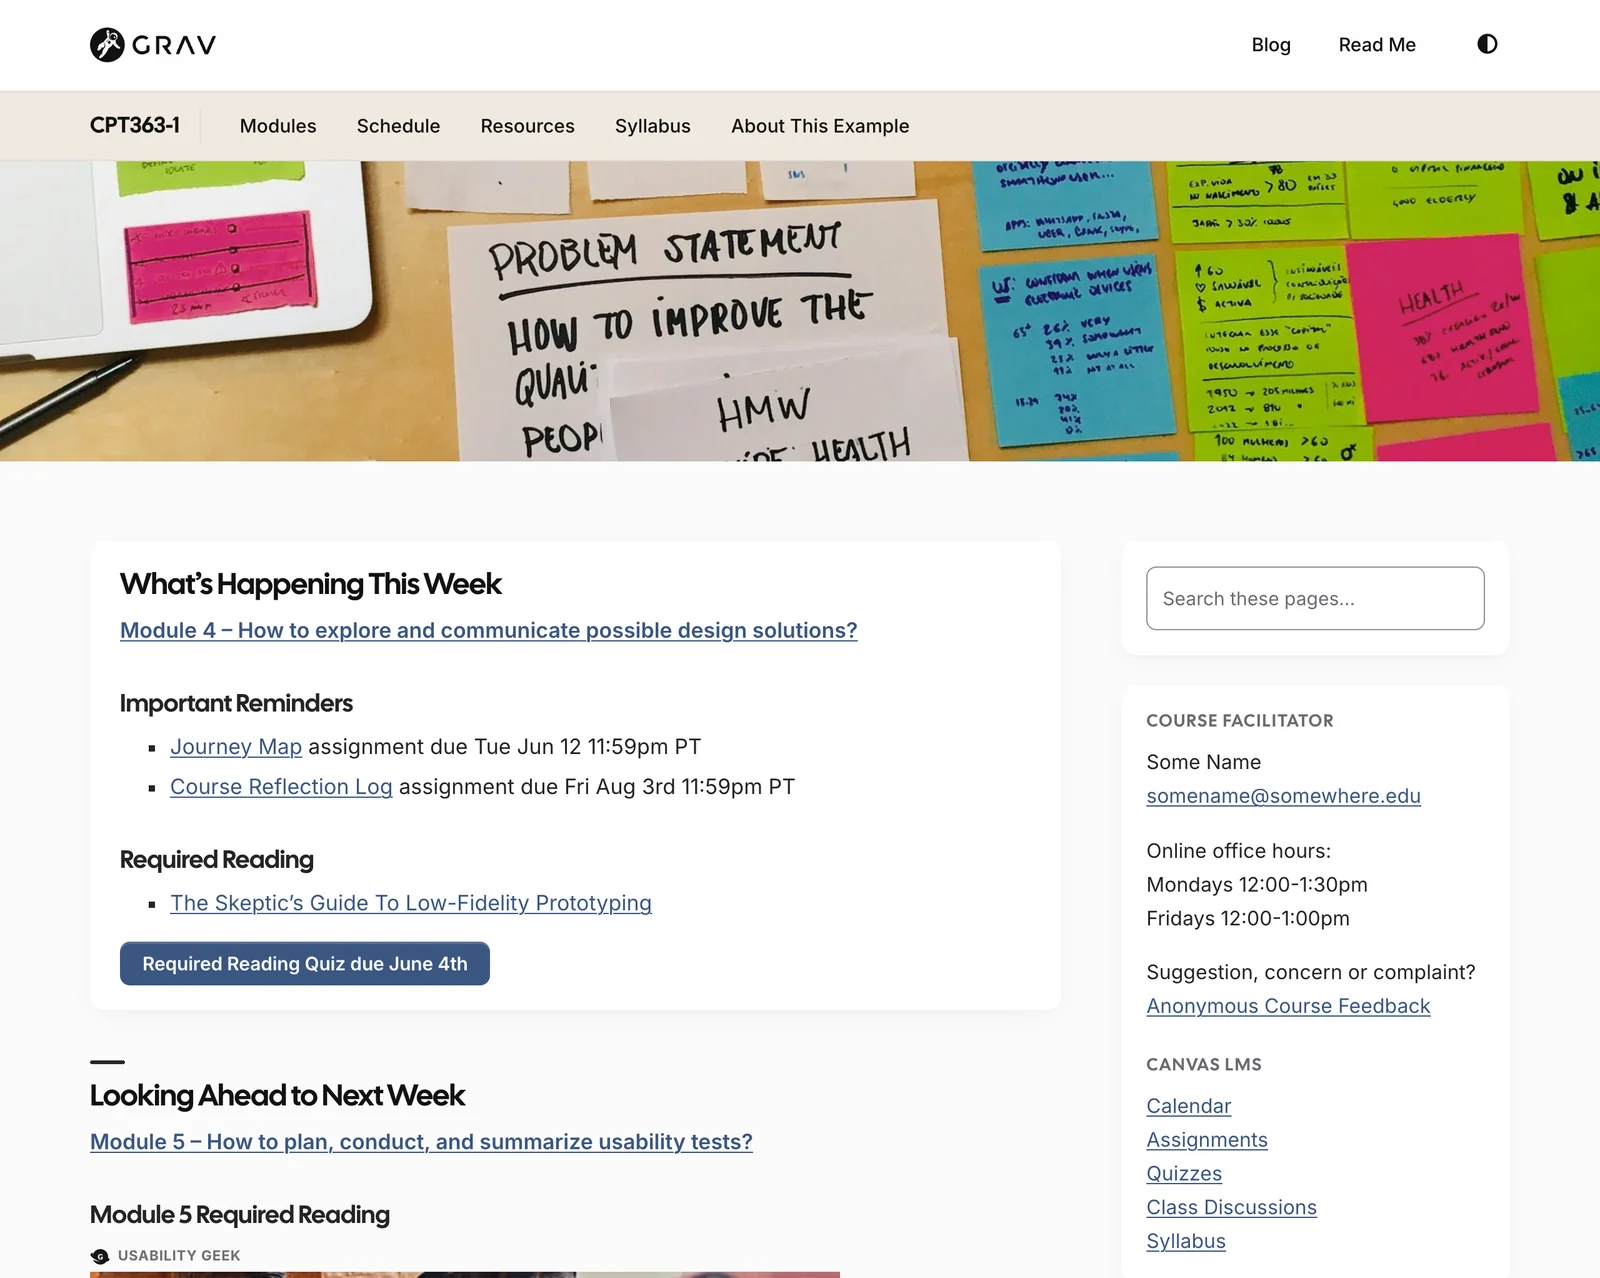 GRAV
Blog
Read Me
CPT363-1
Modules
Schedule
Resources
Syllabus
About This Example
PROBLEM STATEMENT
HOW TO IMPROVE THE
HMW
HEALTH
HEALTH
What's Happening This Week
Module 4 – How to explore and communicate possible design solutions?
Important Reminders
Journey Map assignment due Tue Jun 12 11:59pm PT
Course Reflection Log assignment due Fri Aug 3rd 11:59pm PT
Required Reading
The Skeptic's Guide To Low-Fidelity Prototyping
Required Reading Quiz due June 4th
Looking Ahead to Next Week
Module 5 – How to plan, conduct, and summarize usability tests?
Module 5 Required Reading
USABILITY GEEK
Search these pages...
COURSE FACILITATOR
Some Name
somename@somewhere.edu
Online office hours:
Mondays 12:00-1:30pm
Fridays 12:00-1:00pm
Suggestion, concern or complaint?
Anonymous Course Feedback
CANVAS LMS
Calendar
Assignments
Quizzes
Class Discussions
Syllabus